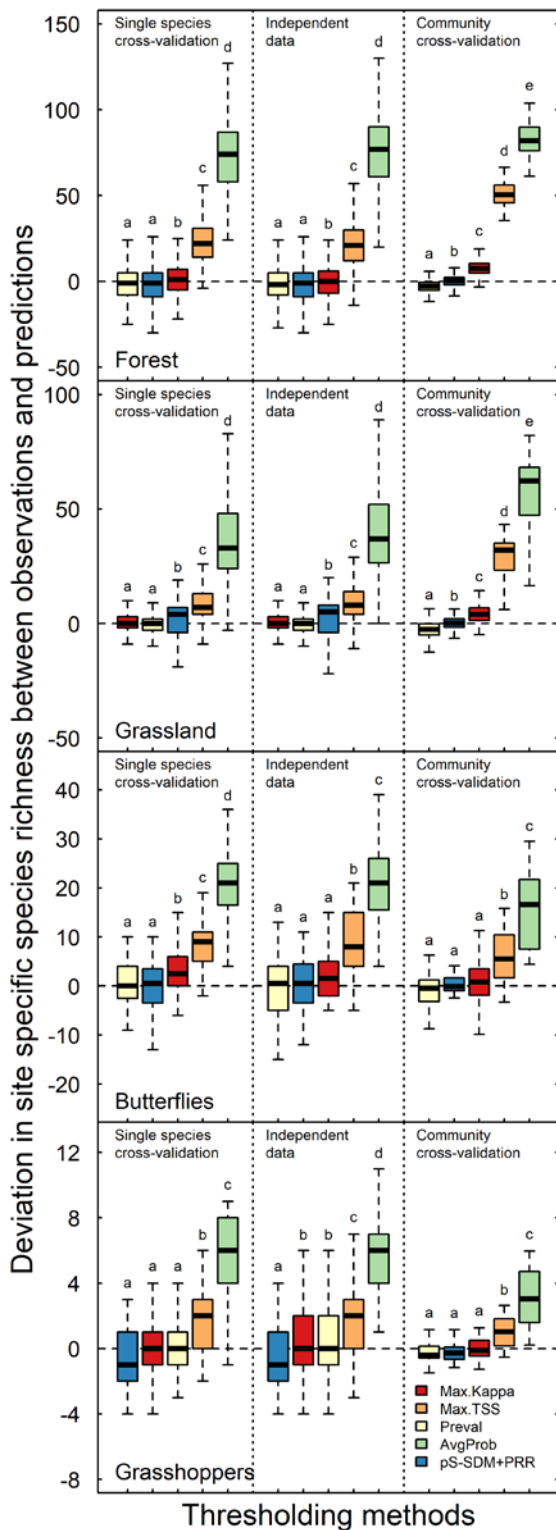 Deviation in site specific species richness between observations and predictions
150
100
50
0
-50
Single species
cross-validation
Independent
data
Community
cross-validation
a a b c d
a a b c d
a b c d e
Forest
100
50
0
-50
Single species
cross-validation
Independent
data
Community
cross-validation
a a b c d
a a b c d
a b c d e
Grassland
40
30
20
10
0
-10
-20
Single species
cross-validation
Independent
data
Community
cross-validation
a a b c d
a a a b c
a a a b c
Butterflies
12
8
4
0
-4
-8
Single species
cross-validation
Independent
data
Community
cross-validation
a a a b c
a b b c d
a a a b c
Max.Kappa
Max.TSS
Preval
AvgProb
pS-SDM+PRR
Grasshoppers
Thresholding methods